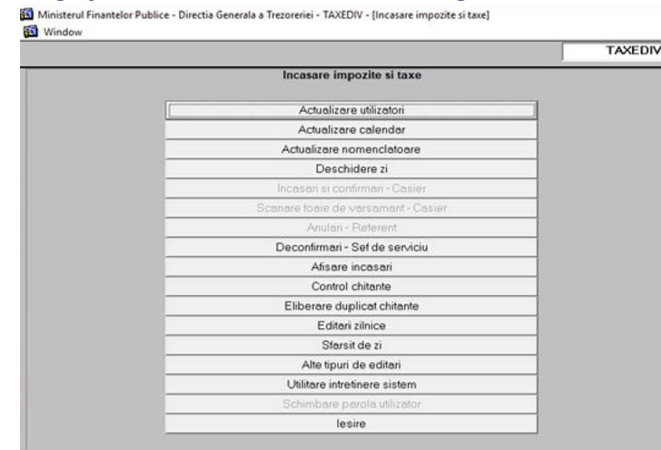 Ministerul Finantelor Publice - Directia Generala a Trezoreriei - TAXEDIV - [Incasare impozite si taxe]
Window
TAXEDIV
Incasare impozite si taxe
Actualizare utilizatori
Actualizare calendar
Actualizare nomenclatoare
Deschidere zi
Incasari si confirmari - Casier
Scanare foaie de varsamant - Casier
Anulari - Referent
Deconfirmari - Sef de serviciu
Afisare incasari
Control chitante
Eliberare duplicat chitante
Editari zilnice
Sfarsit de zi
Alte tipuri de editari
Utilitare intretinere sistem
Schimbare parola utilizator
Iesire